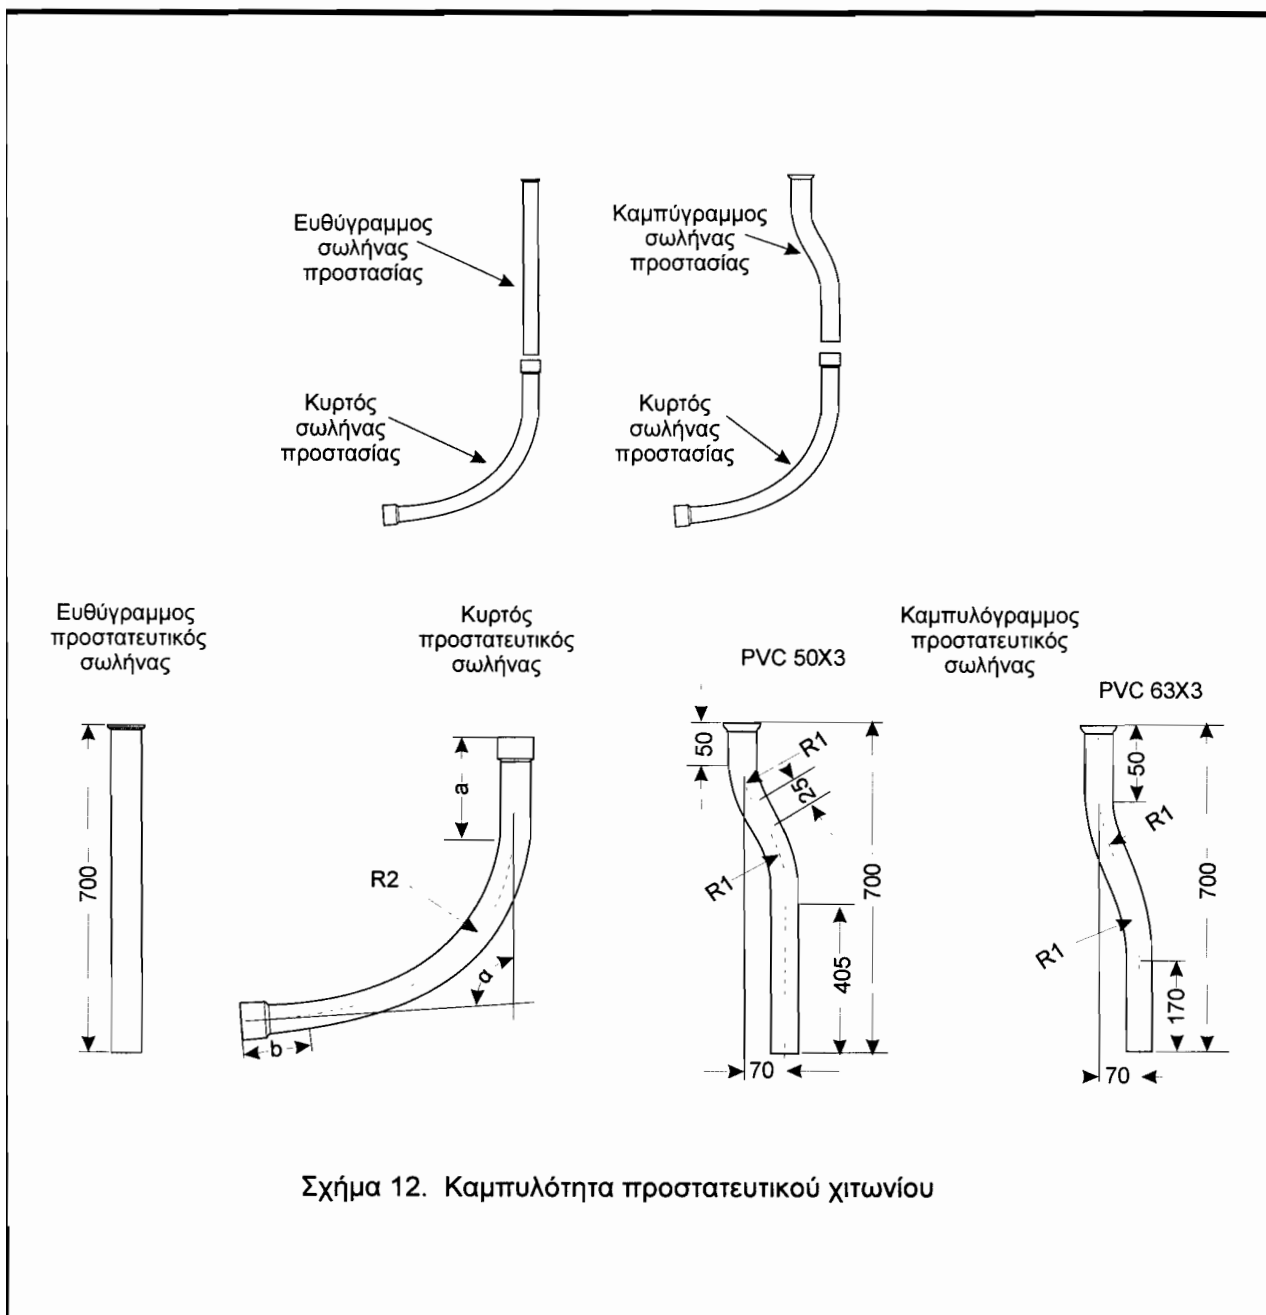 Ευθύγραμμος
σωλήνας
προστασίας
Καμπύγραμμος
σωλήνας
προστασίας
Κυρτός
σωλήνας
προστασίας
Κυρτός
σωλήνας
προστασίας
Ευθύγραμμος
προστατευτικός
σωλήνας
Κυρτός
προστατευτικός
σωλήνας
Καμπυλόγραμμος
προστατευτικός
σωλήνας
PVC 50X3
PVC 63X3
700
a
R2
α
b
50
R1
25
R1
700
405
70
50
R1
R1
700
170
70
Σχήμα 12. Καμπυλότητα προστατευτικού χιτωνίου